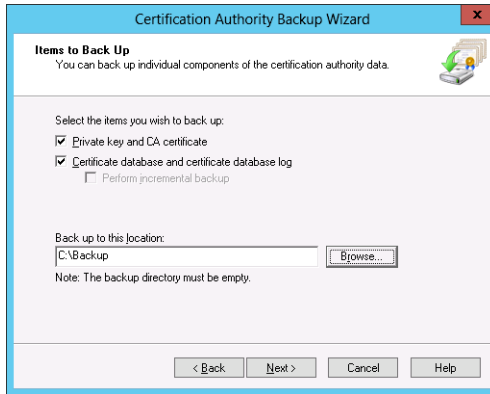 Certification Authority Backup Wizard
x
Items to Back Up
You can back up individual components of the certification authority data.
Select the items you wish to back up:
Private key and CA certificate
Certificate database and certificate database log
Perform incremental backup
Back up to this location:
C:\Backup
Browse...
Note: The backup directory must be empty.
< Back Next > Cancel Help